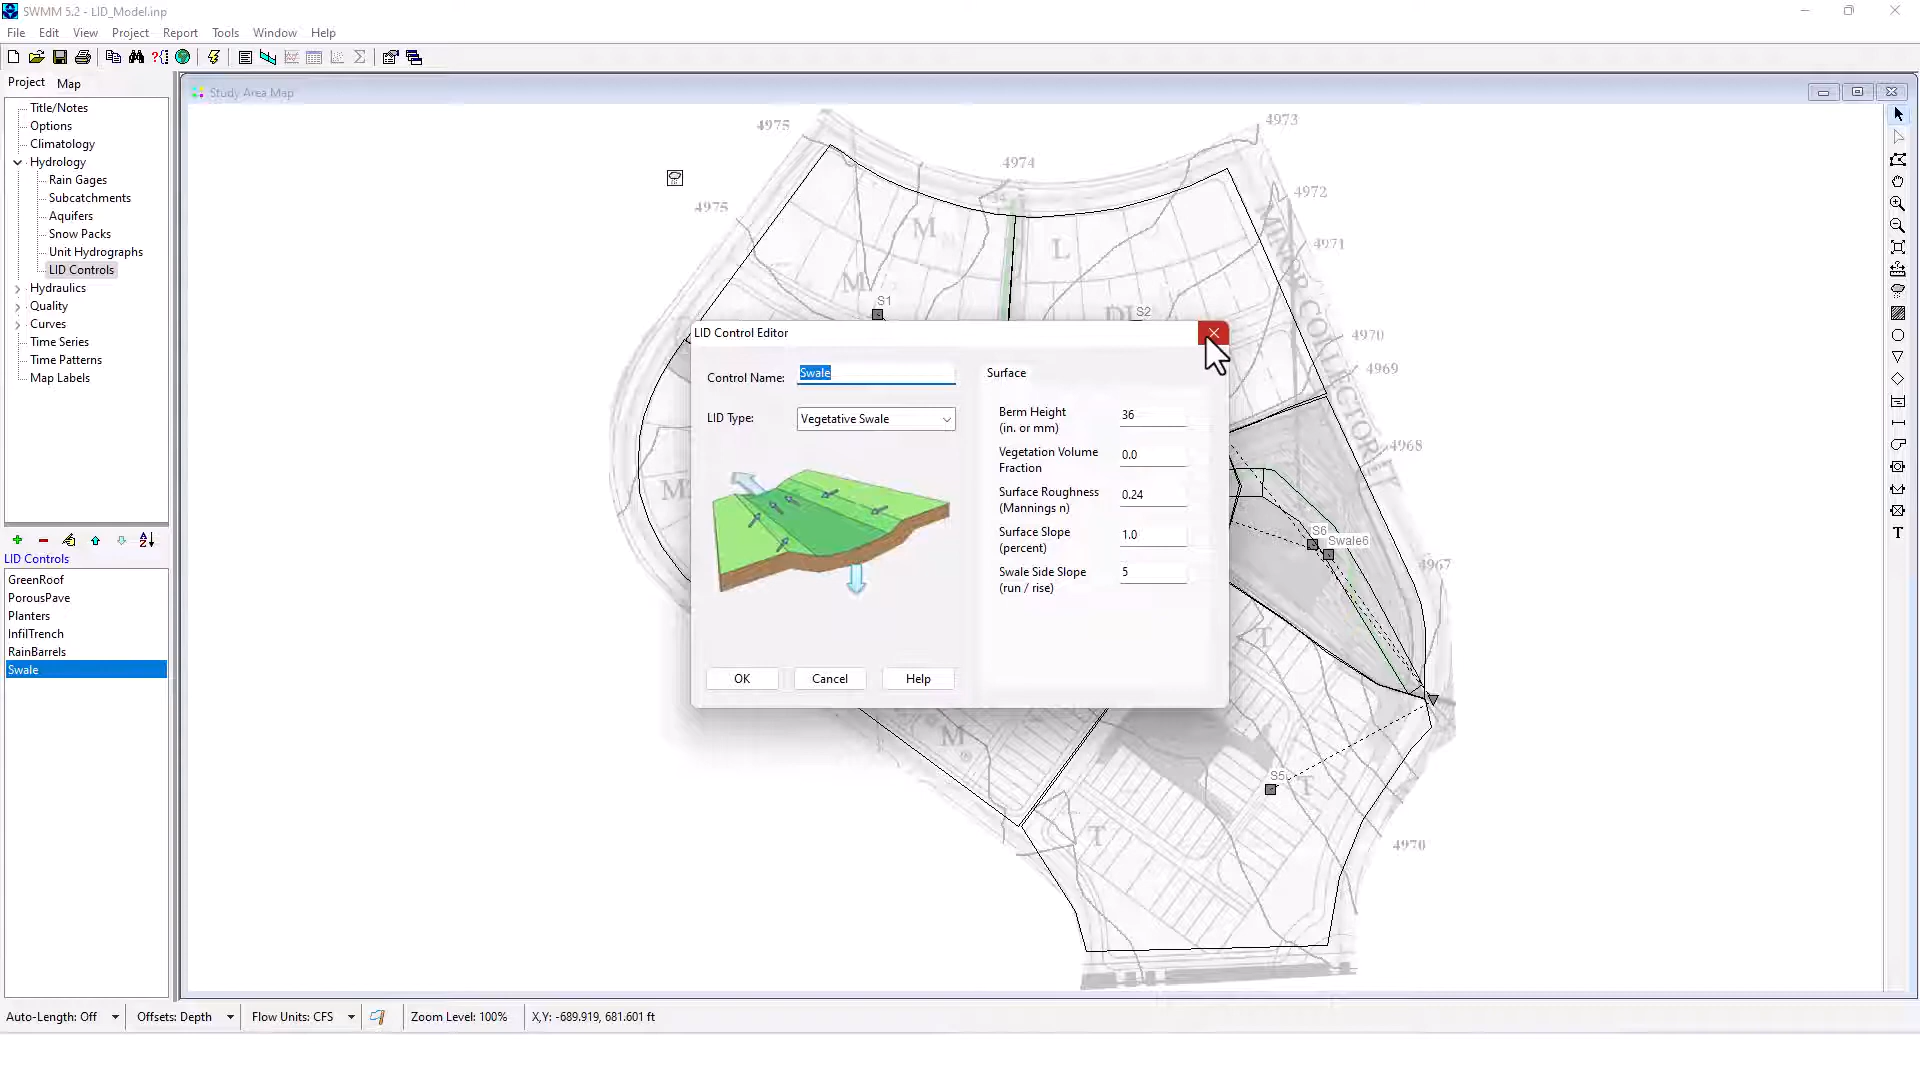 SWMM 5.2 - LID_Model.inp
File Edit View Project Report Tools Window Help
Project Map
Title/Notes
Options
Climatology
Hydrology
Rain Gages
Subcatchments
Aquifers
Snow Packs
Unit Hydrographs
LID Controls
Hydraulics
Quality
Curves
Time Series
Time Patterns
Map Labels
LID Controls
GreenRoof
PorousPave
Planters
InfilTrench
RainBarrels
Swale
Study Area Map
4975
4973
4974
4972
4975
M
L
4971
M
S1
S2
MINOR COLLECTOR
4970
4969
4968
M
S6
Swale6
4967
T
M
S5
T
T
4970
LID Control Editor
Control Name: Swale
LID Type: Vegetative Swale
OK Cancel Help
Surface
Berm Height
(in. or mm) 36
Vegetation Volume
Fraction 0.0
Surface Roughness
(Mannings n) 0.24
Surface Slope
(percent) 1.0
Swale Side Slope
(run / rise) 5
Auto-Length: Off Offsets: Depth Flow Units: CFS Zoom Level: 100% X,Y: -689.919, 681.601 ft